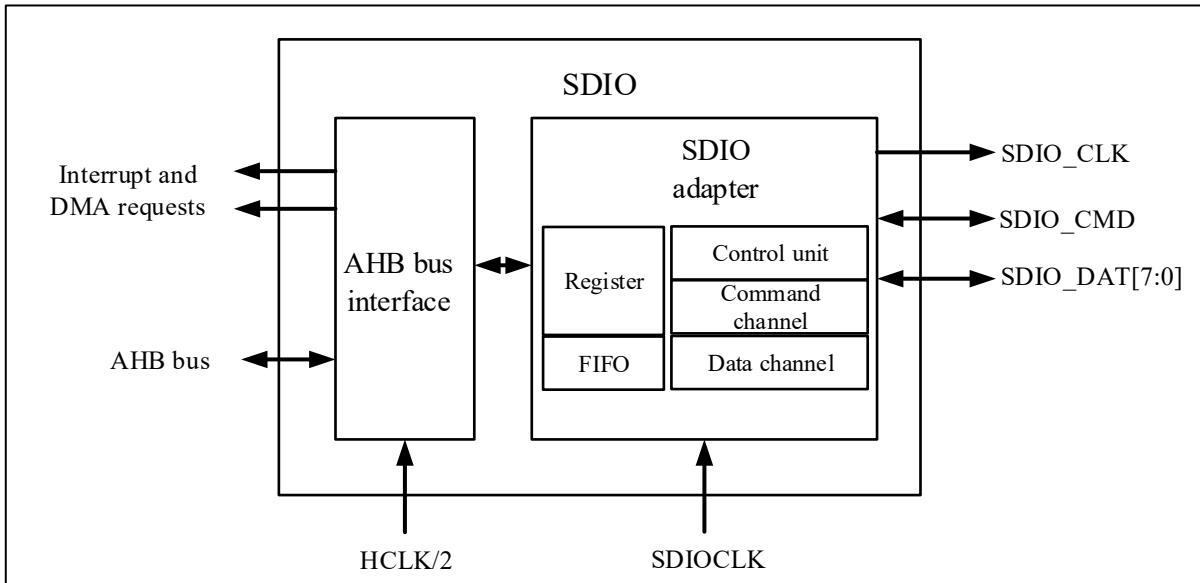 SDIO
SDIO
adapter
Interrupt and
DMA requests
AHB bus
interface
AHB bus
Register
FIFO
Control unit
Command
channel
Data channel
SDIO_CLK
SDIO_CMD
SDIO_DAT[7:0]
HCLK/2
SDIOCLK